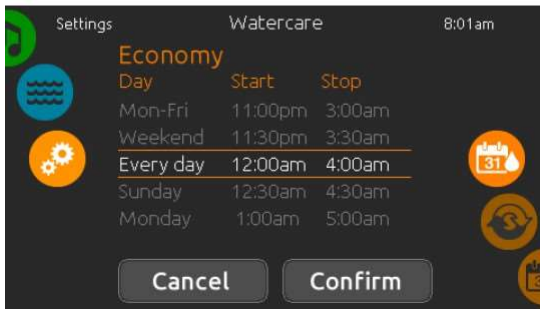 Settings Watercare 8:01am
Economy
Day Start Stop
Mon-Fri 11:00pm 3:00am
Weekend 11:30pm 3:30am
Every day 12:00am 4:00am
Sunday 12:30am 4:30am
Monday 1:00am 5:00am
31
Cancel Confirm